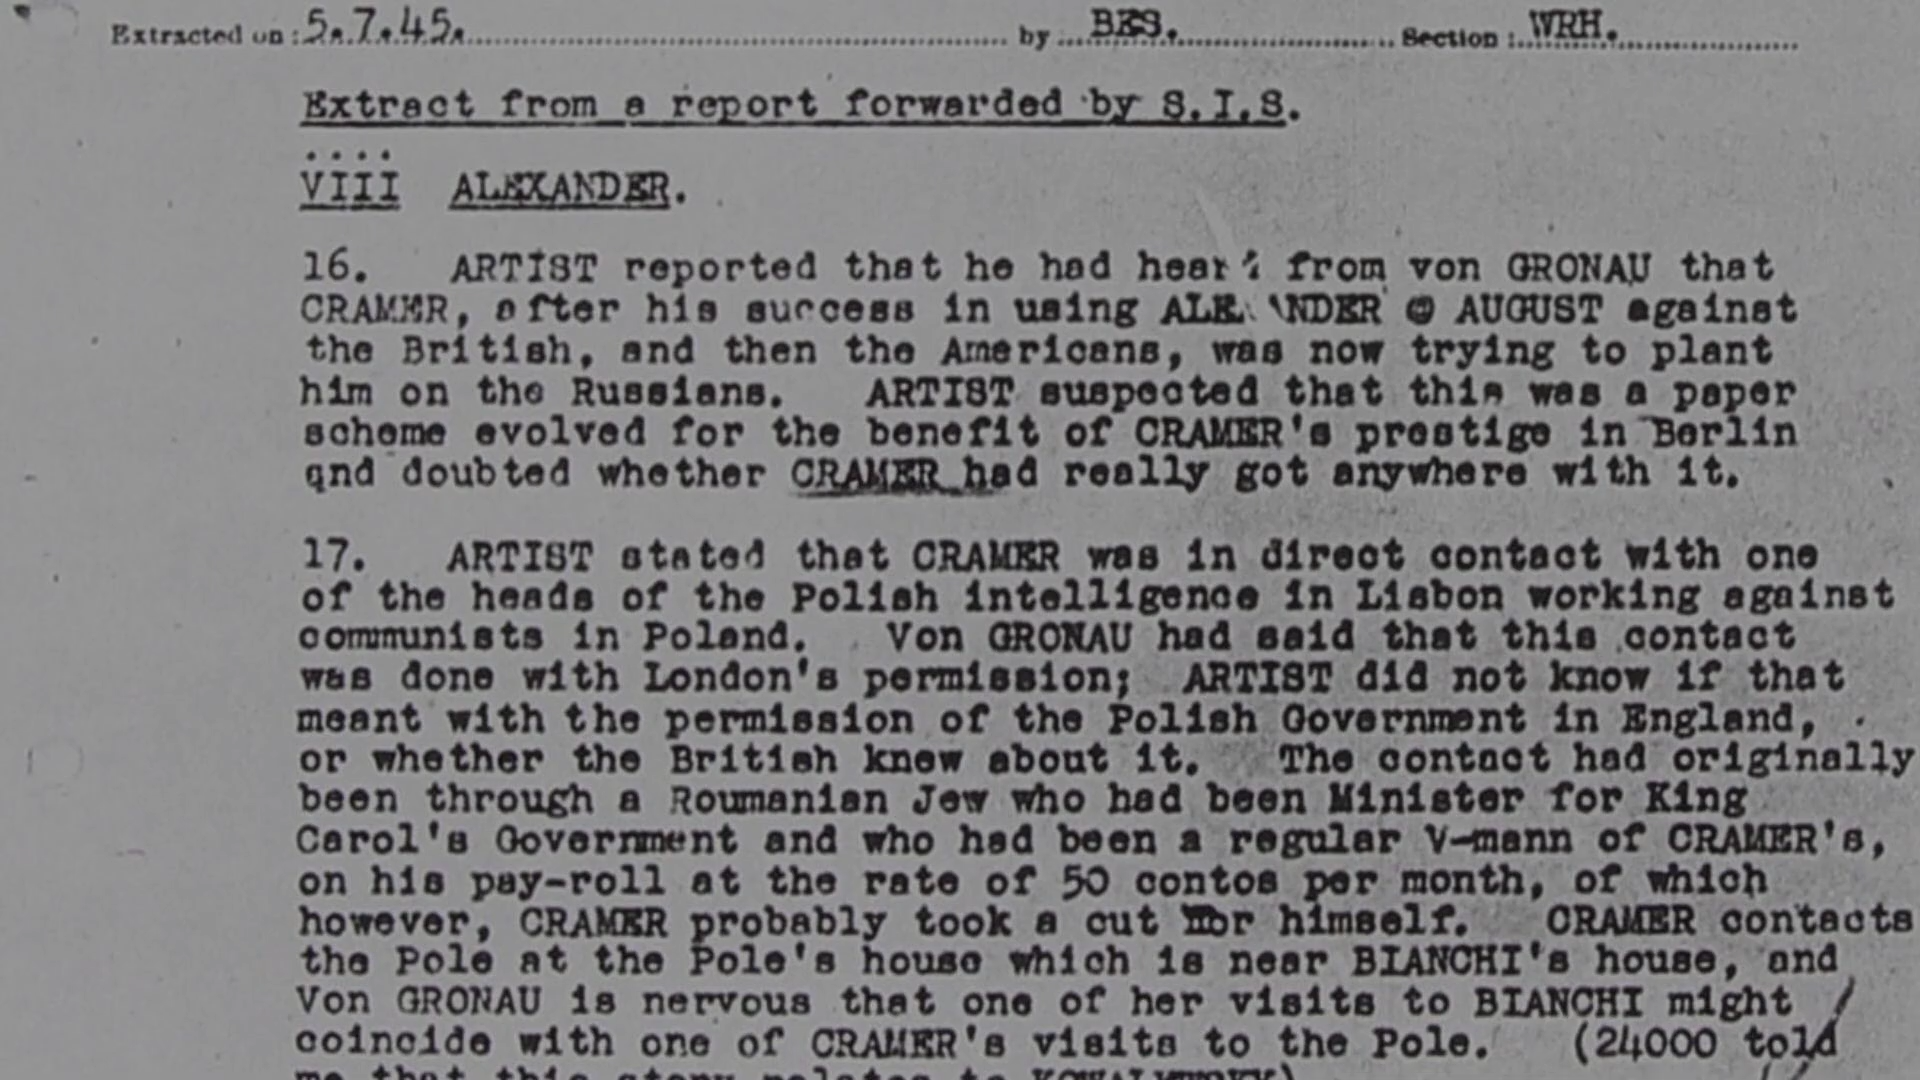 Extracted on : 5.7.45. by BES. Section : WRH.
Extract from a report forwarded by S.I.S.
....
VIII ALEXANDER.
16. ARTIST reported that he had heard from von GRONAU that
CRAMER, after his success in using ALEXANDER @ AUGUST against
the British, and then the Americans, was now trying to plant
him on the Russians. ARTIST suspected that this was a paper
scheme evolved for the benefit of CRAMER's prestige in Berlin
qnd doubted whether CRAMER had really got anywhere with it.
17. ARTIST stated that CRAMER was in direct contact with one
of the heads of the Polish intelligence in Lisbon working against
communists in Poland. Von GRONAU had said that this contact
was done with London's permission; ARTIST did not know if that
meant with the permission of the Polish Government in England,
or whether the British knew about it. The contact had originally
been through a Roumanian Jew who had been Minister for King
Carol's Government and who had been a regular V-mann of CRAMER's,
on his pay-roll at the rate of 50 contos per month, of which
however, CRAMER probably took a cut for himself. CRAMER contacts
the Pole at the Pole's house which is near BIANCHI's house, and
Von GRONAU is nervous that one of her visits to BIANCHI might
coincide with one of CRAMER's visits to the Pole. (24000 told
me that this story relates to